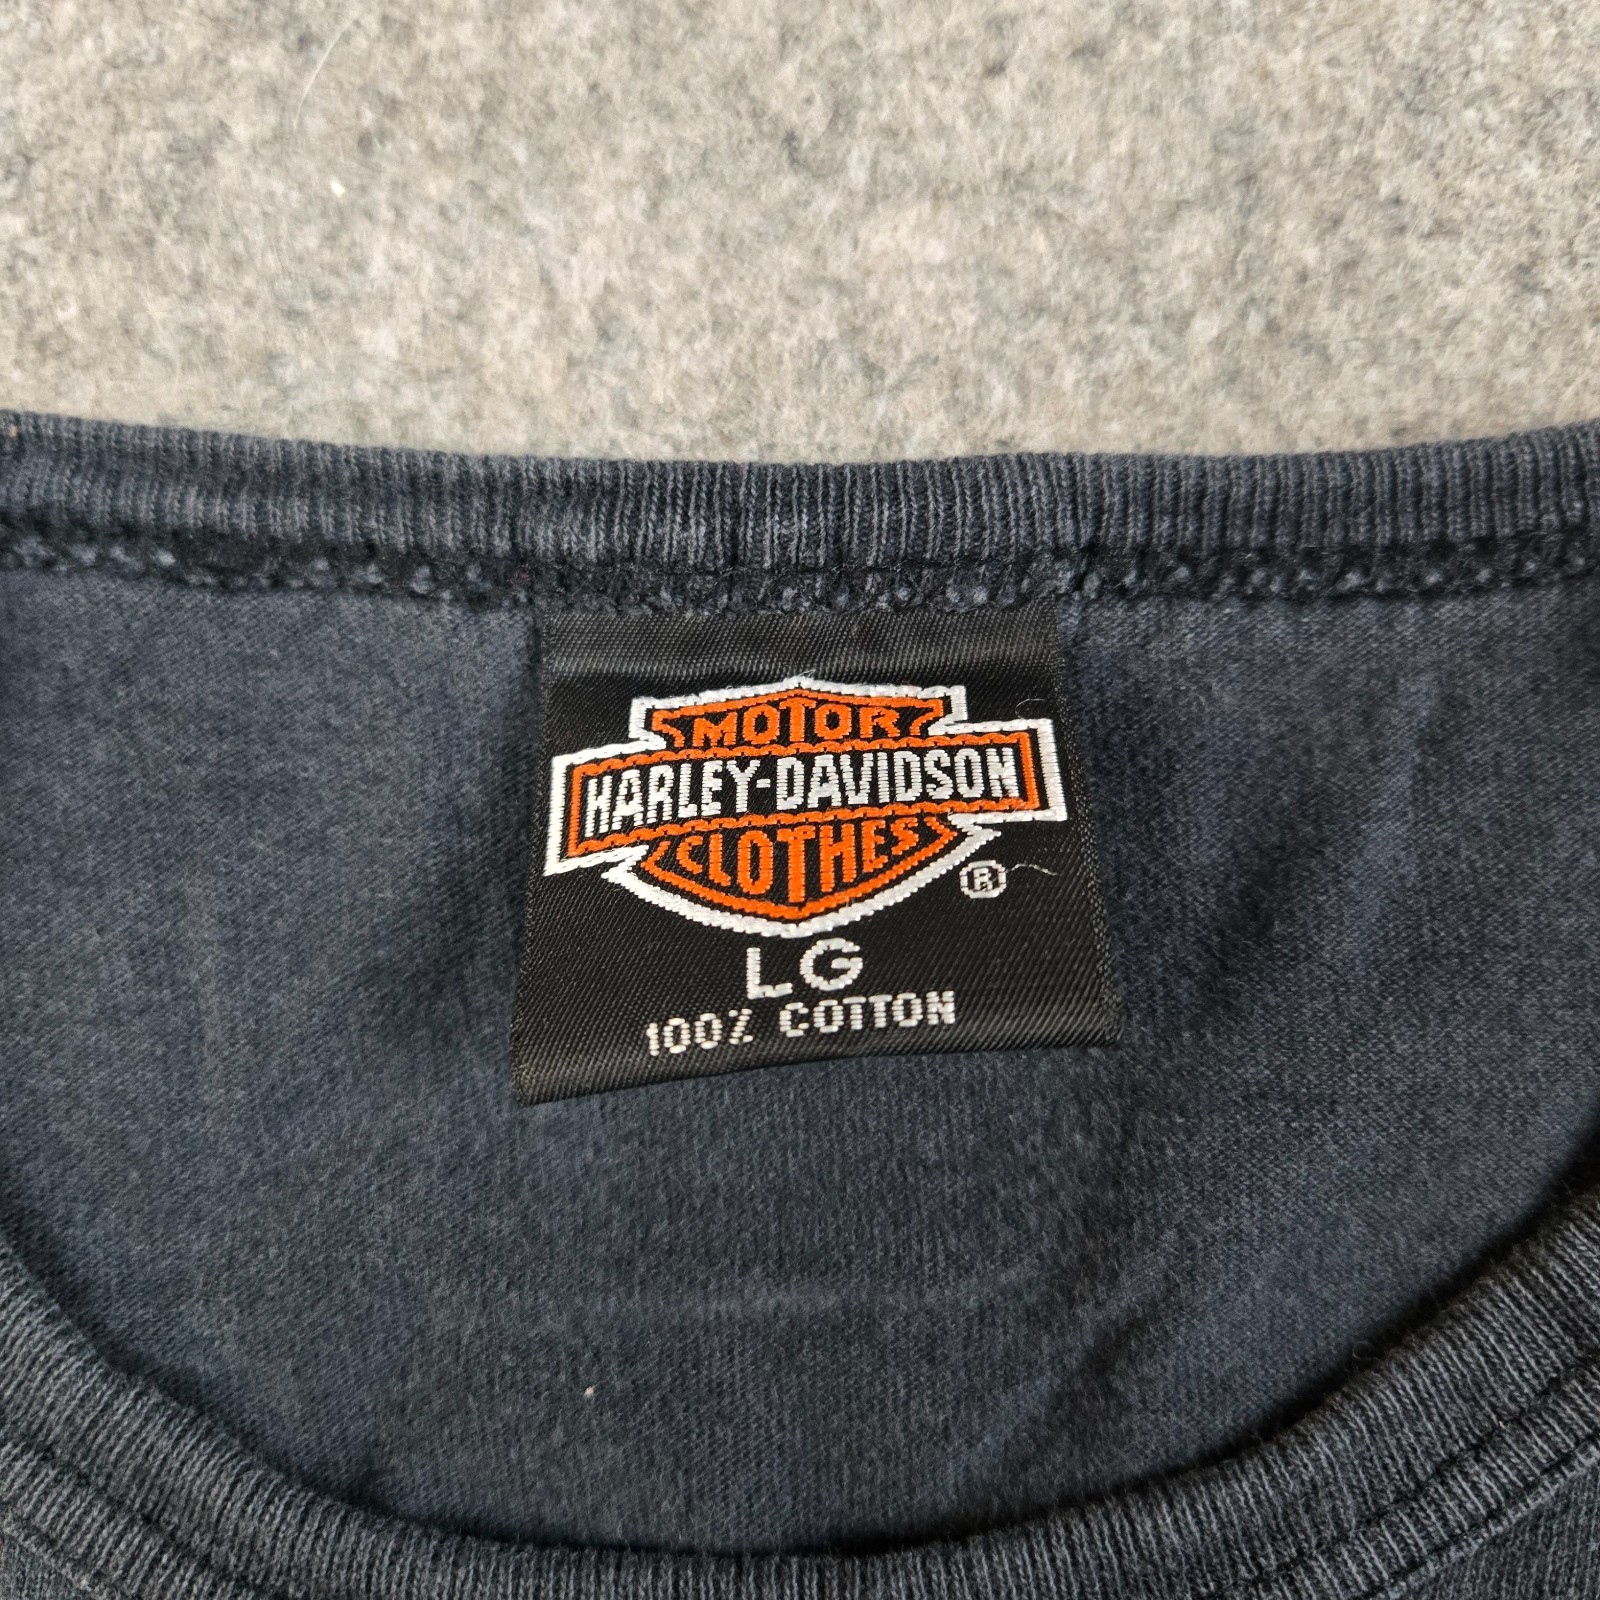 MOTOR
HARLEY-DAVIDSON
CLOTHES
®
LG
100% COTTON